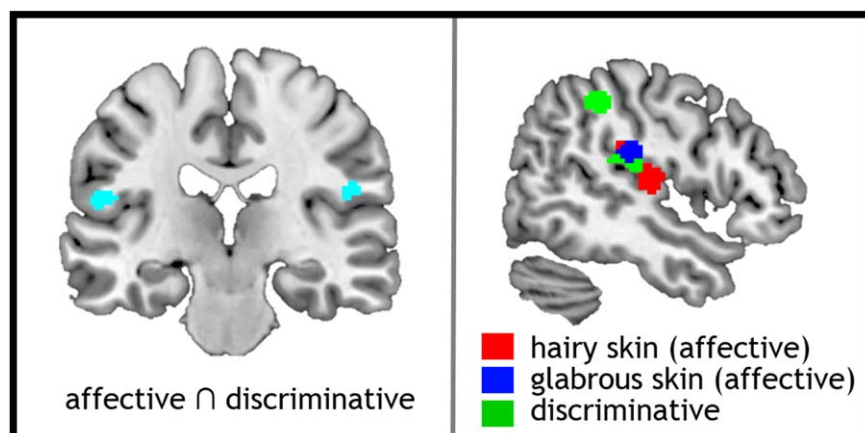 affective ∩ discriminative
hairy skin (affective)
glabrous skin (affective)
discriminative